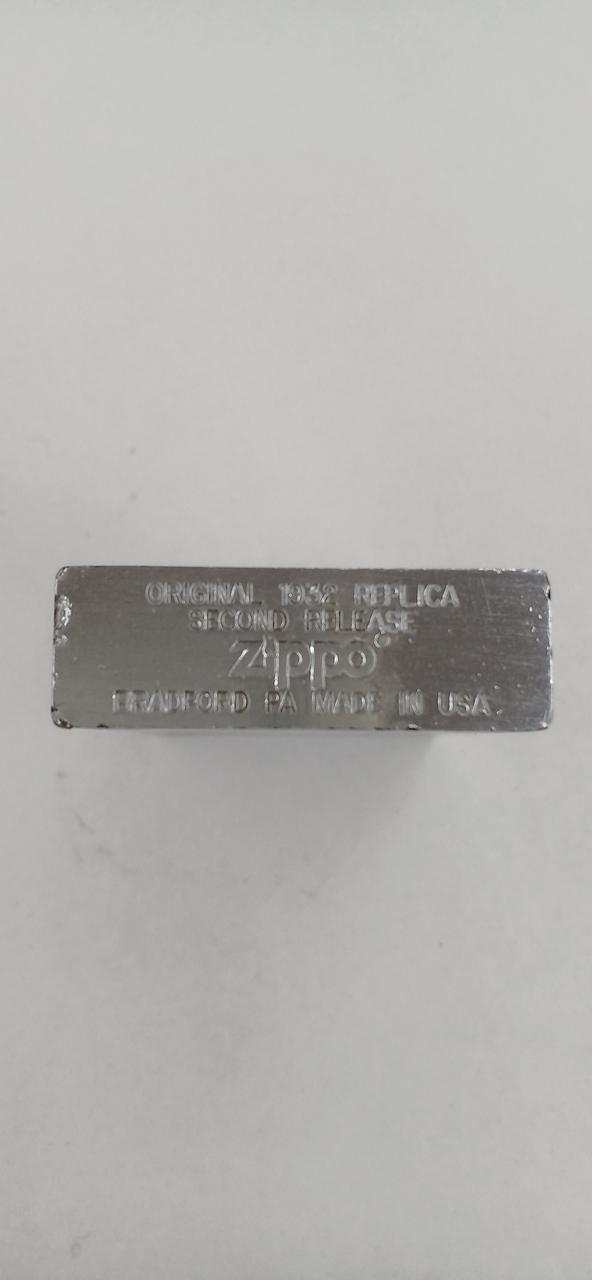 ORIGINAL 1932 REPLICA
SECOND RELEASE
Zippo®
BRADFORD PA MADE IN USA